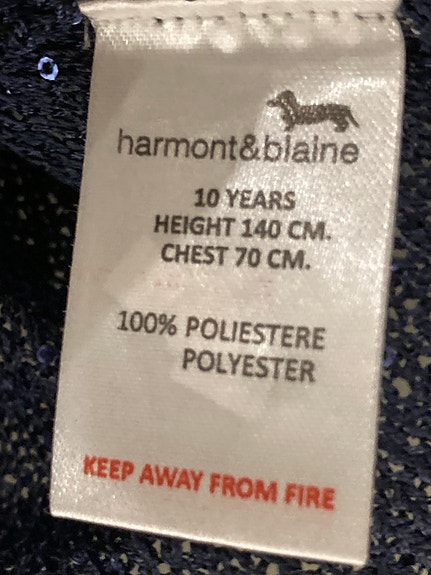 harmont&blaine
10 YEARS
HEIGHT 140 CM.
CHEST 70 CM.
100% POLIESTERE
POLYESTER
KEEP AWAY FROM FIRE